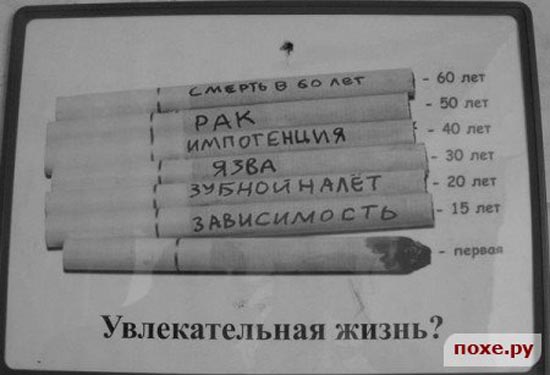 СМЕРТЬ В 60 ЛЕТ - 60 лет
РАК - 50 лет
ИМПОТЕНЦИЯ - 40 лет
ЯЗВА - 30 лет
ЗУБНОЙ НАЛЁТ - 20 лет
ЗАВИСИМОСТЬ - 15 лет
- первая
Увлекательная жизнь?
похе.ру